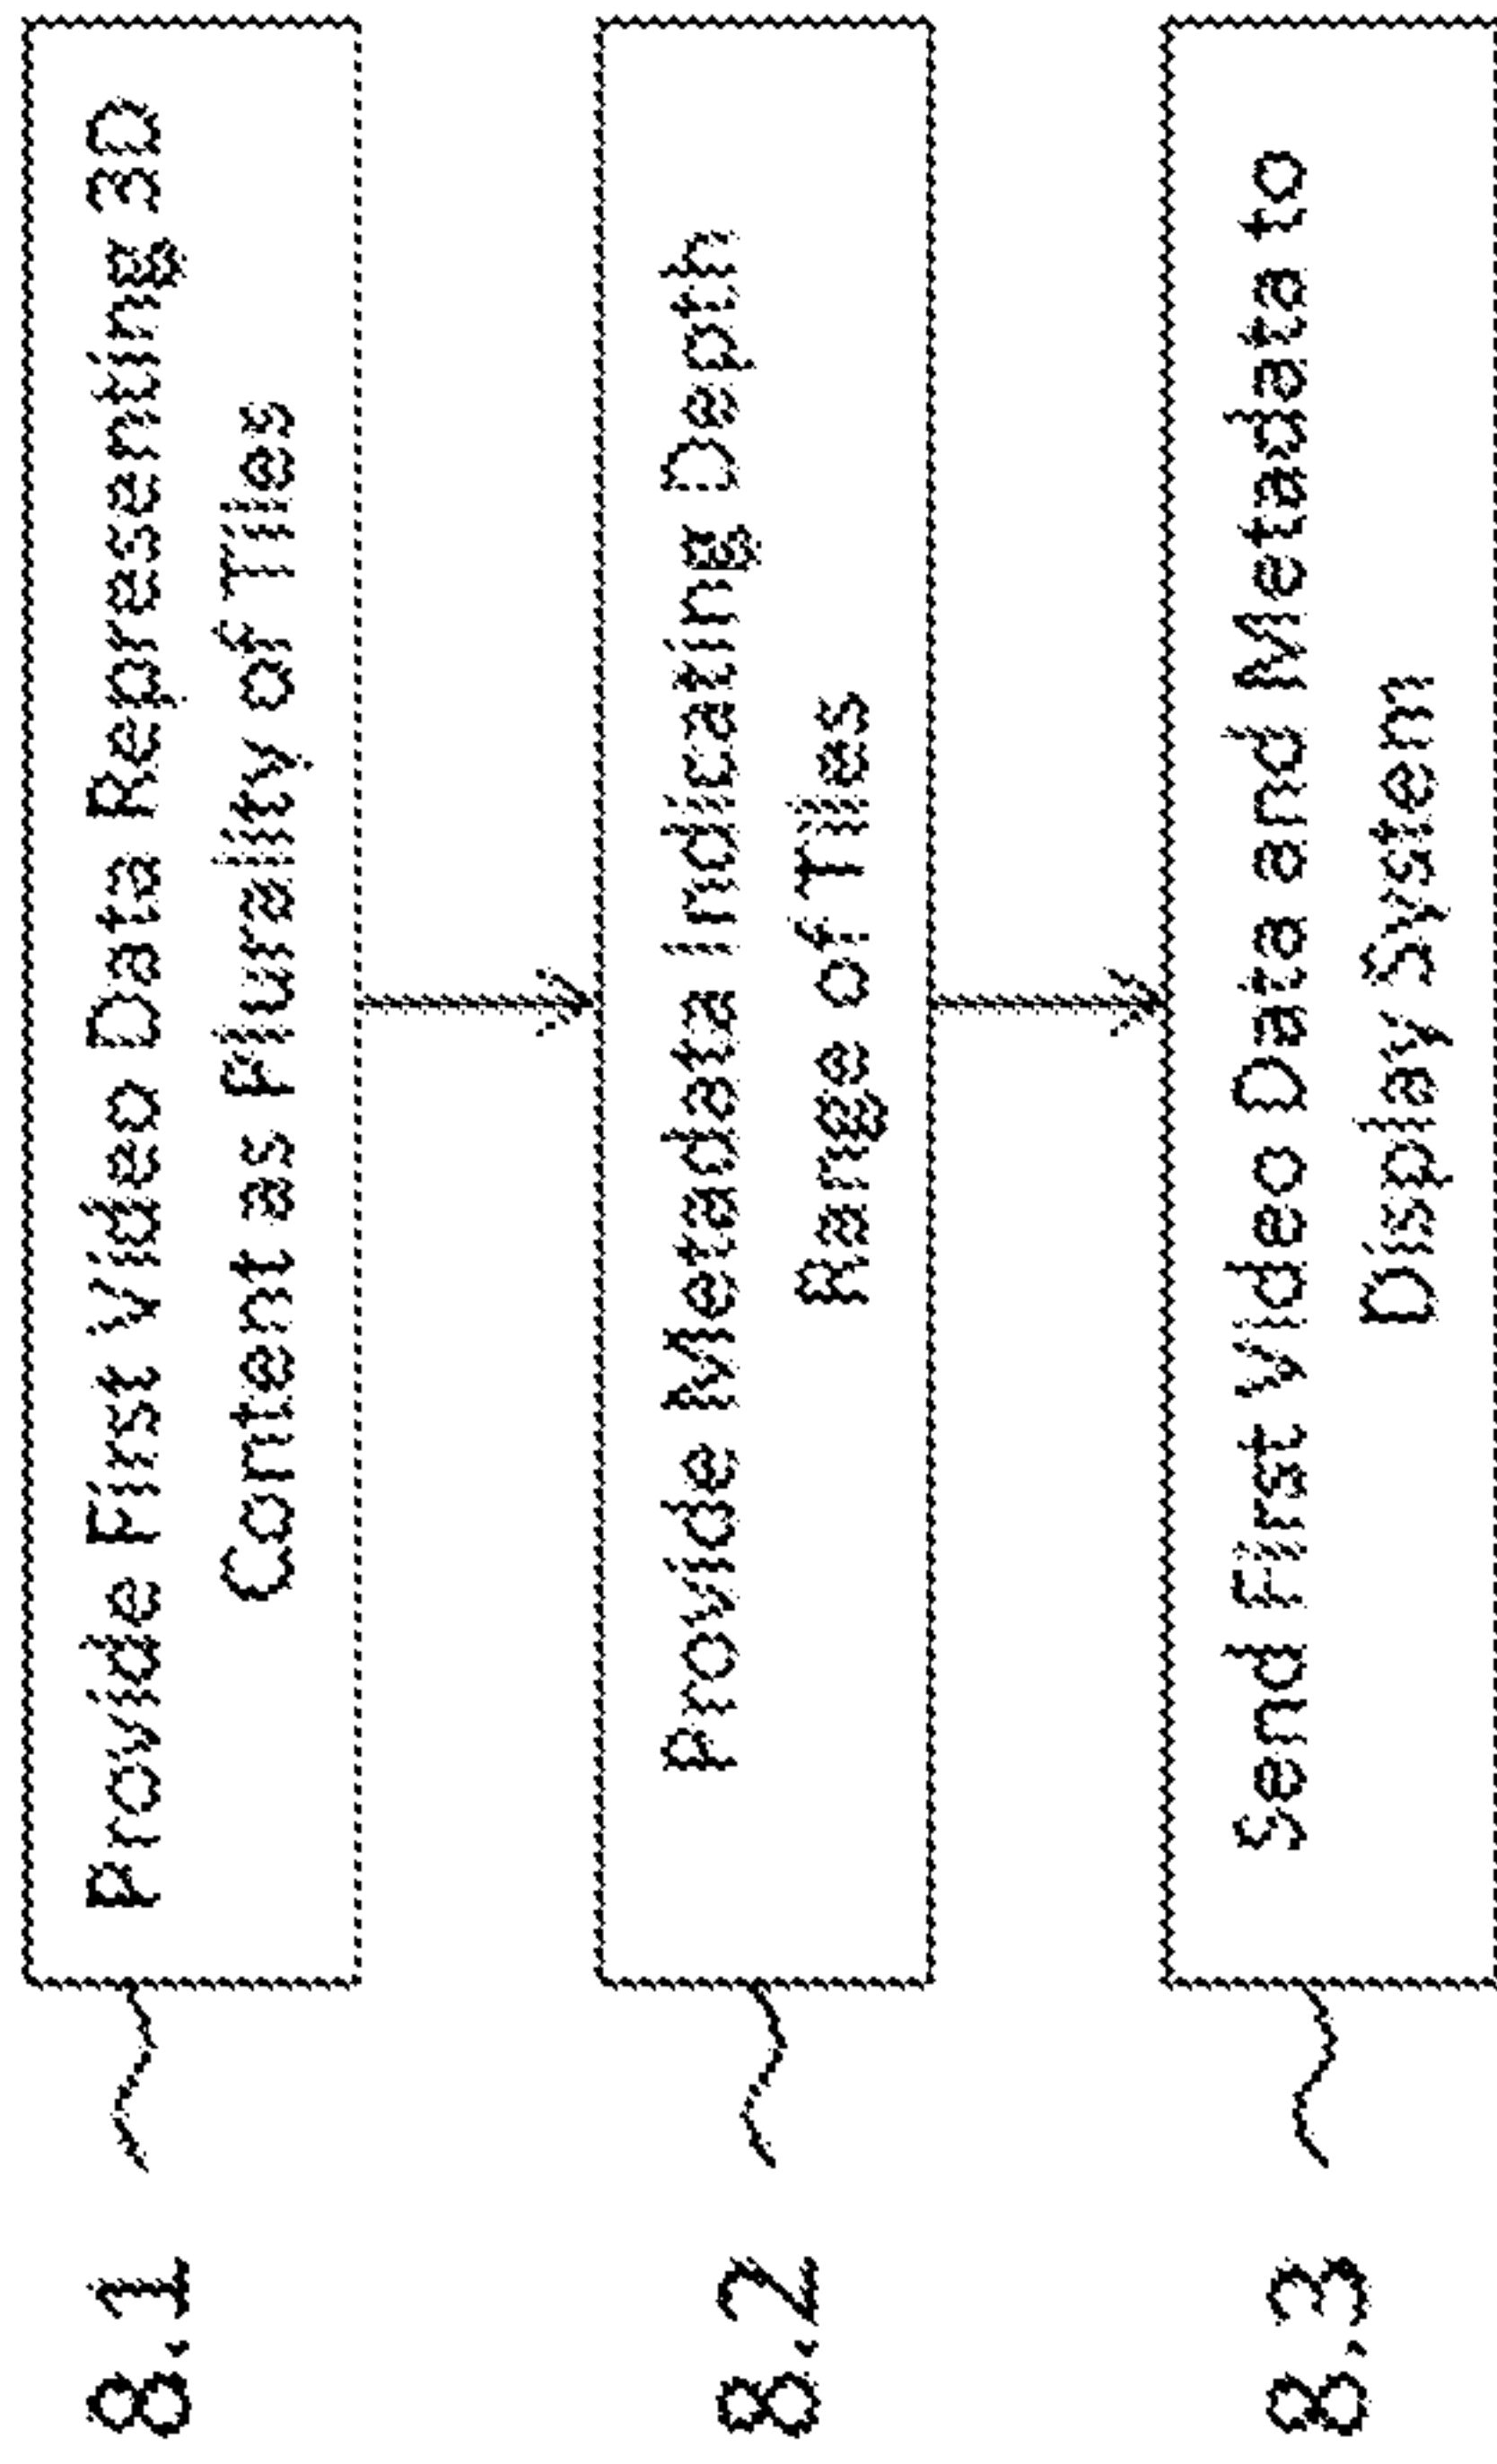 8.1
Provide First Video Data Representing 3D
Content as Plurality of Tiles
8.2
Provide Metadata Indicating Depth
Range of Tiles
8.3
Send First Video Data and Metadata to
Display System